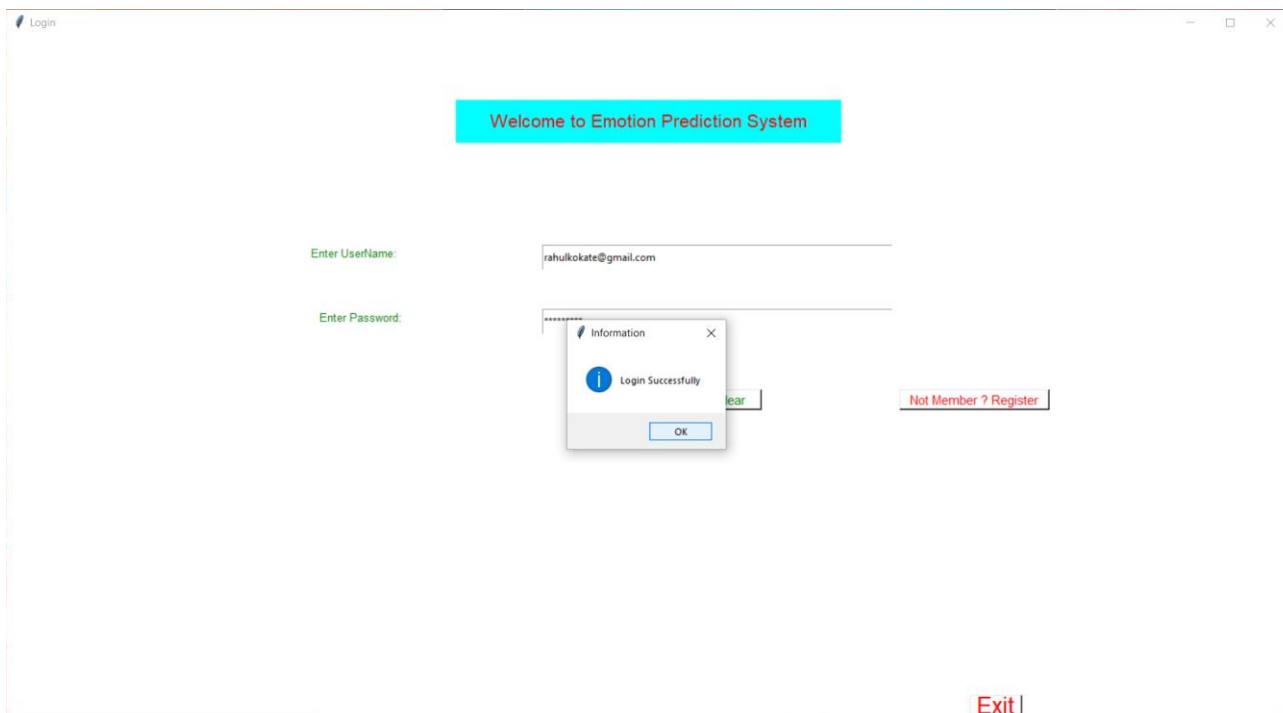 Login
Welcome to Emotion Prediction System
Enter UserName:
rahulkokate@gmail.com
Enter Password:
*********
Information
Login Successfully
OK
lear
Not Member ? Register
Exit